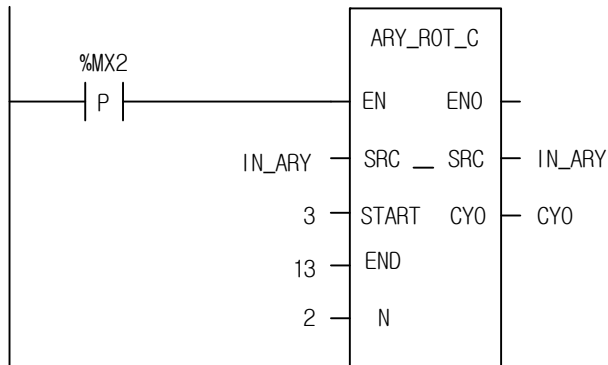 ARY_ROT_C
%MX2
P
EN ENO
IN_ARY SRC _ SRC IN_ARY
3 START CYO CYO
13 END
2 N